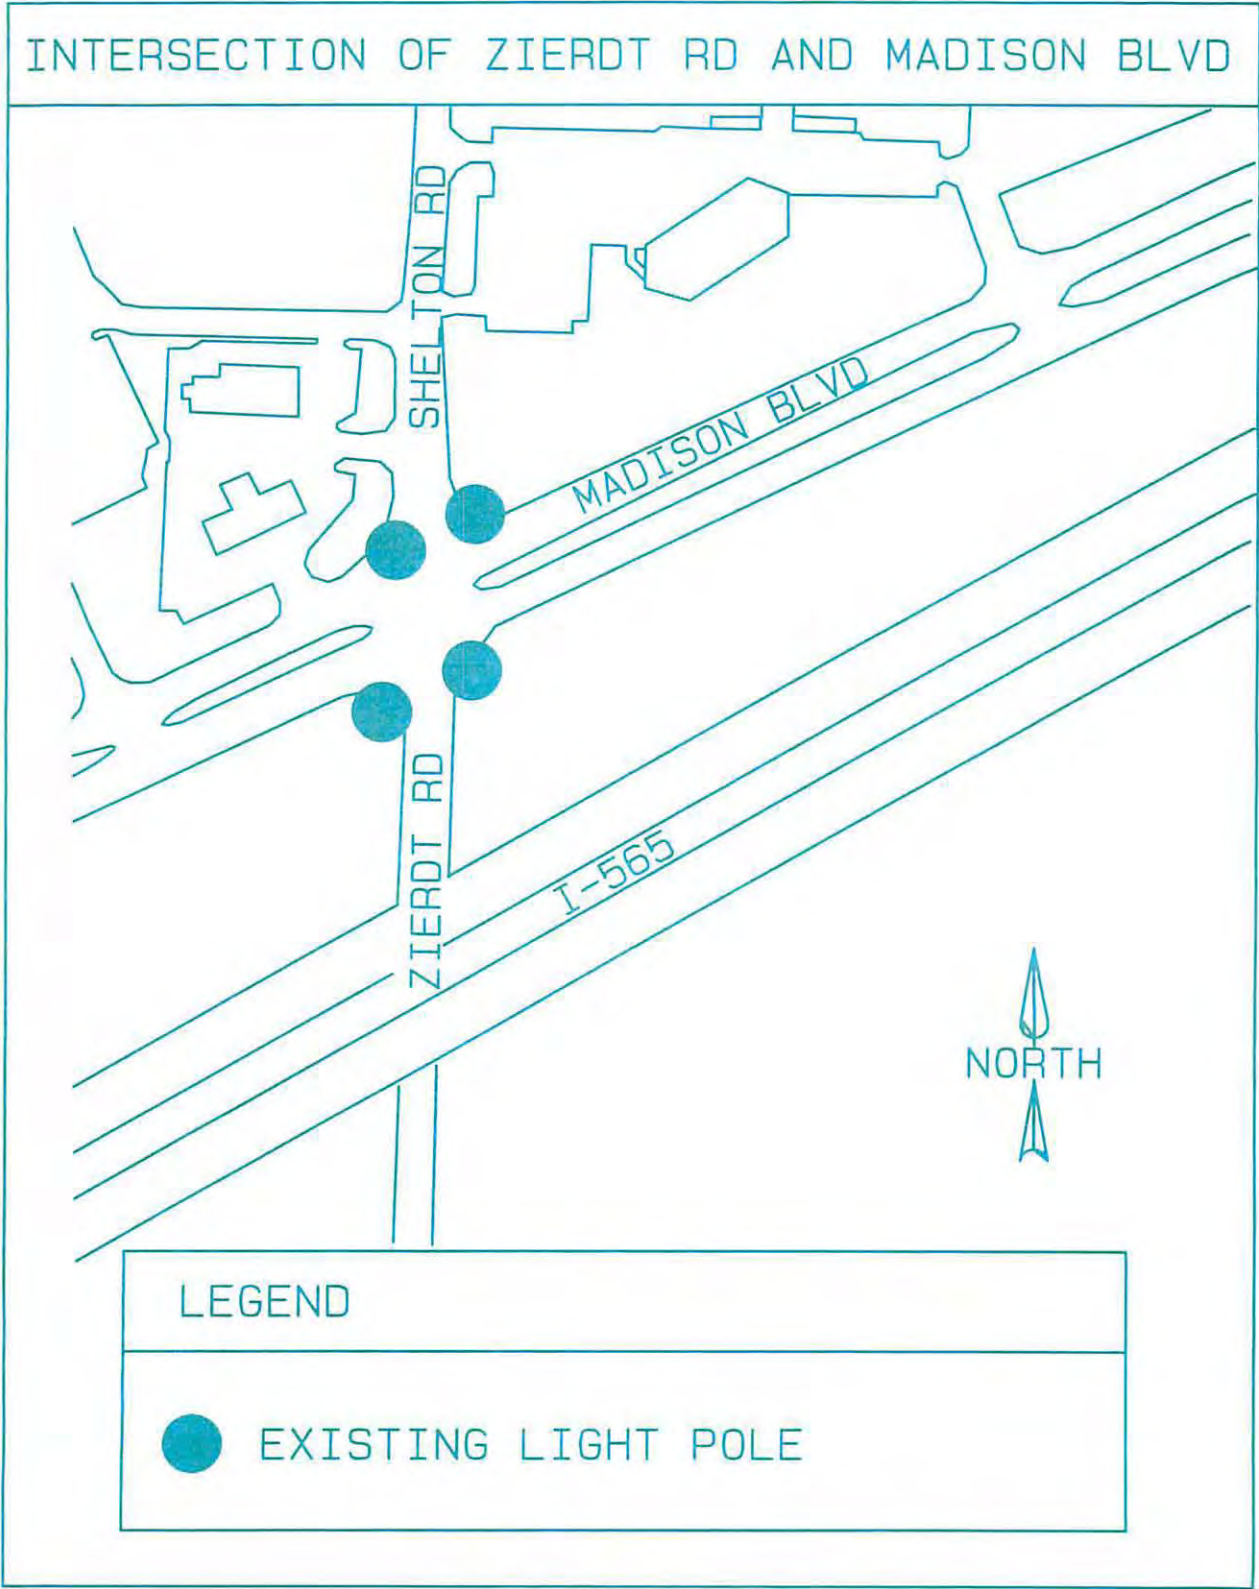 INTERSECTION OF ZIERDT RD AND MADISON BLVD
SHELTON RD
MADISON BLVD
ZIERDT RD
I-565
NORTH
LEGEND
EXISTING LIGHT POLE